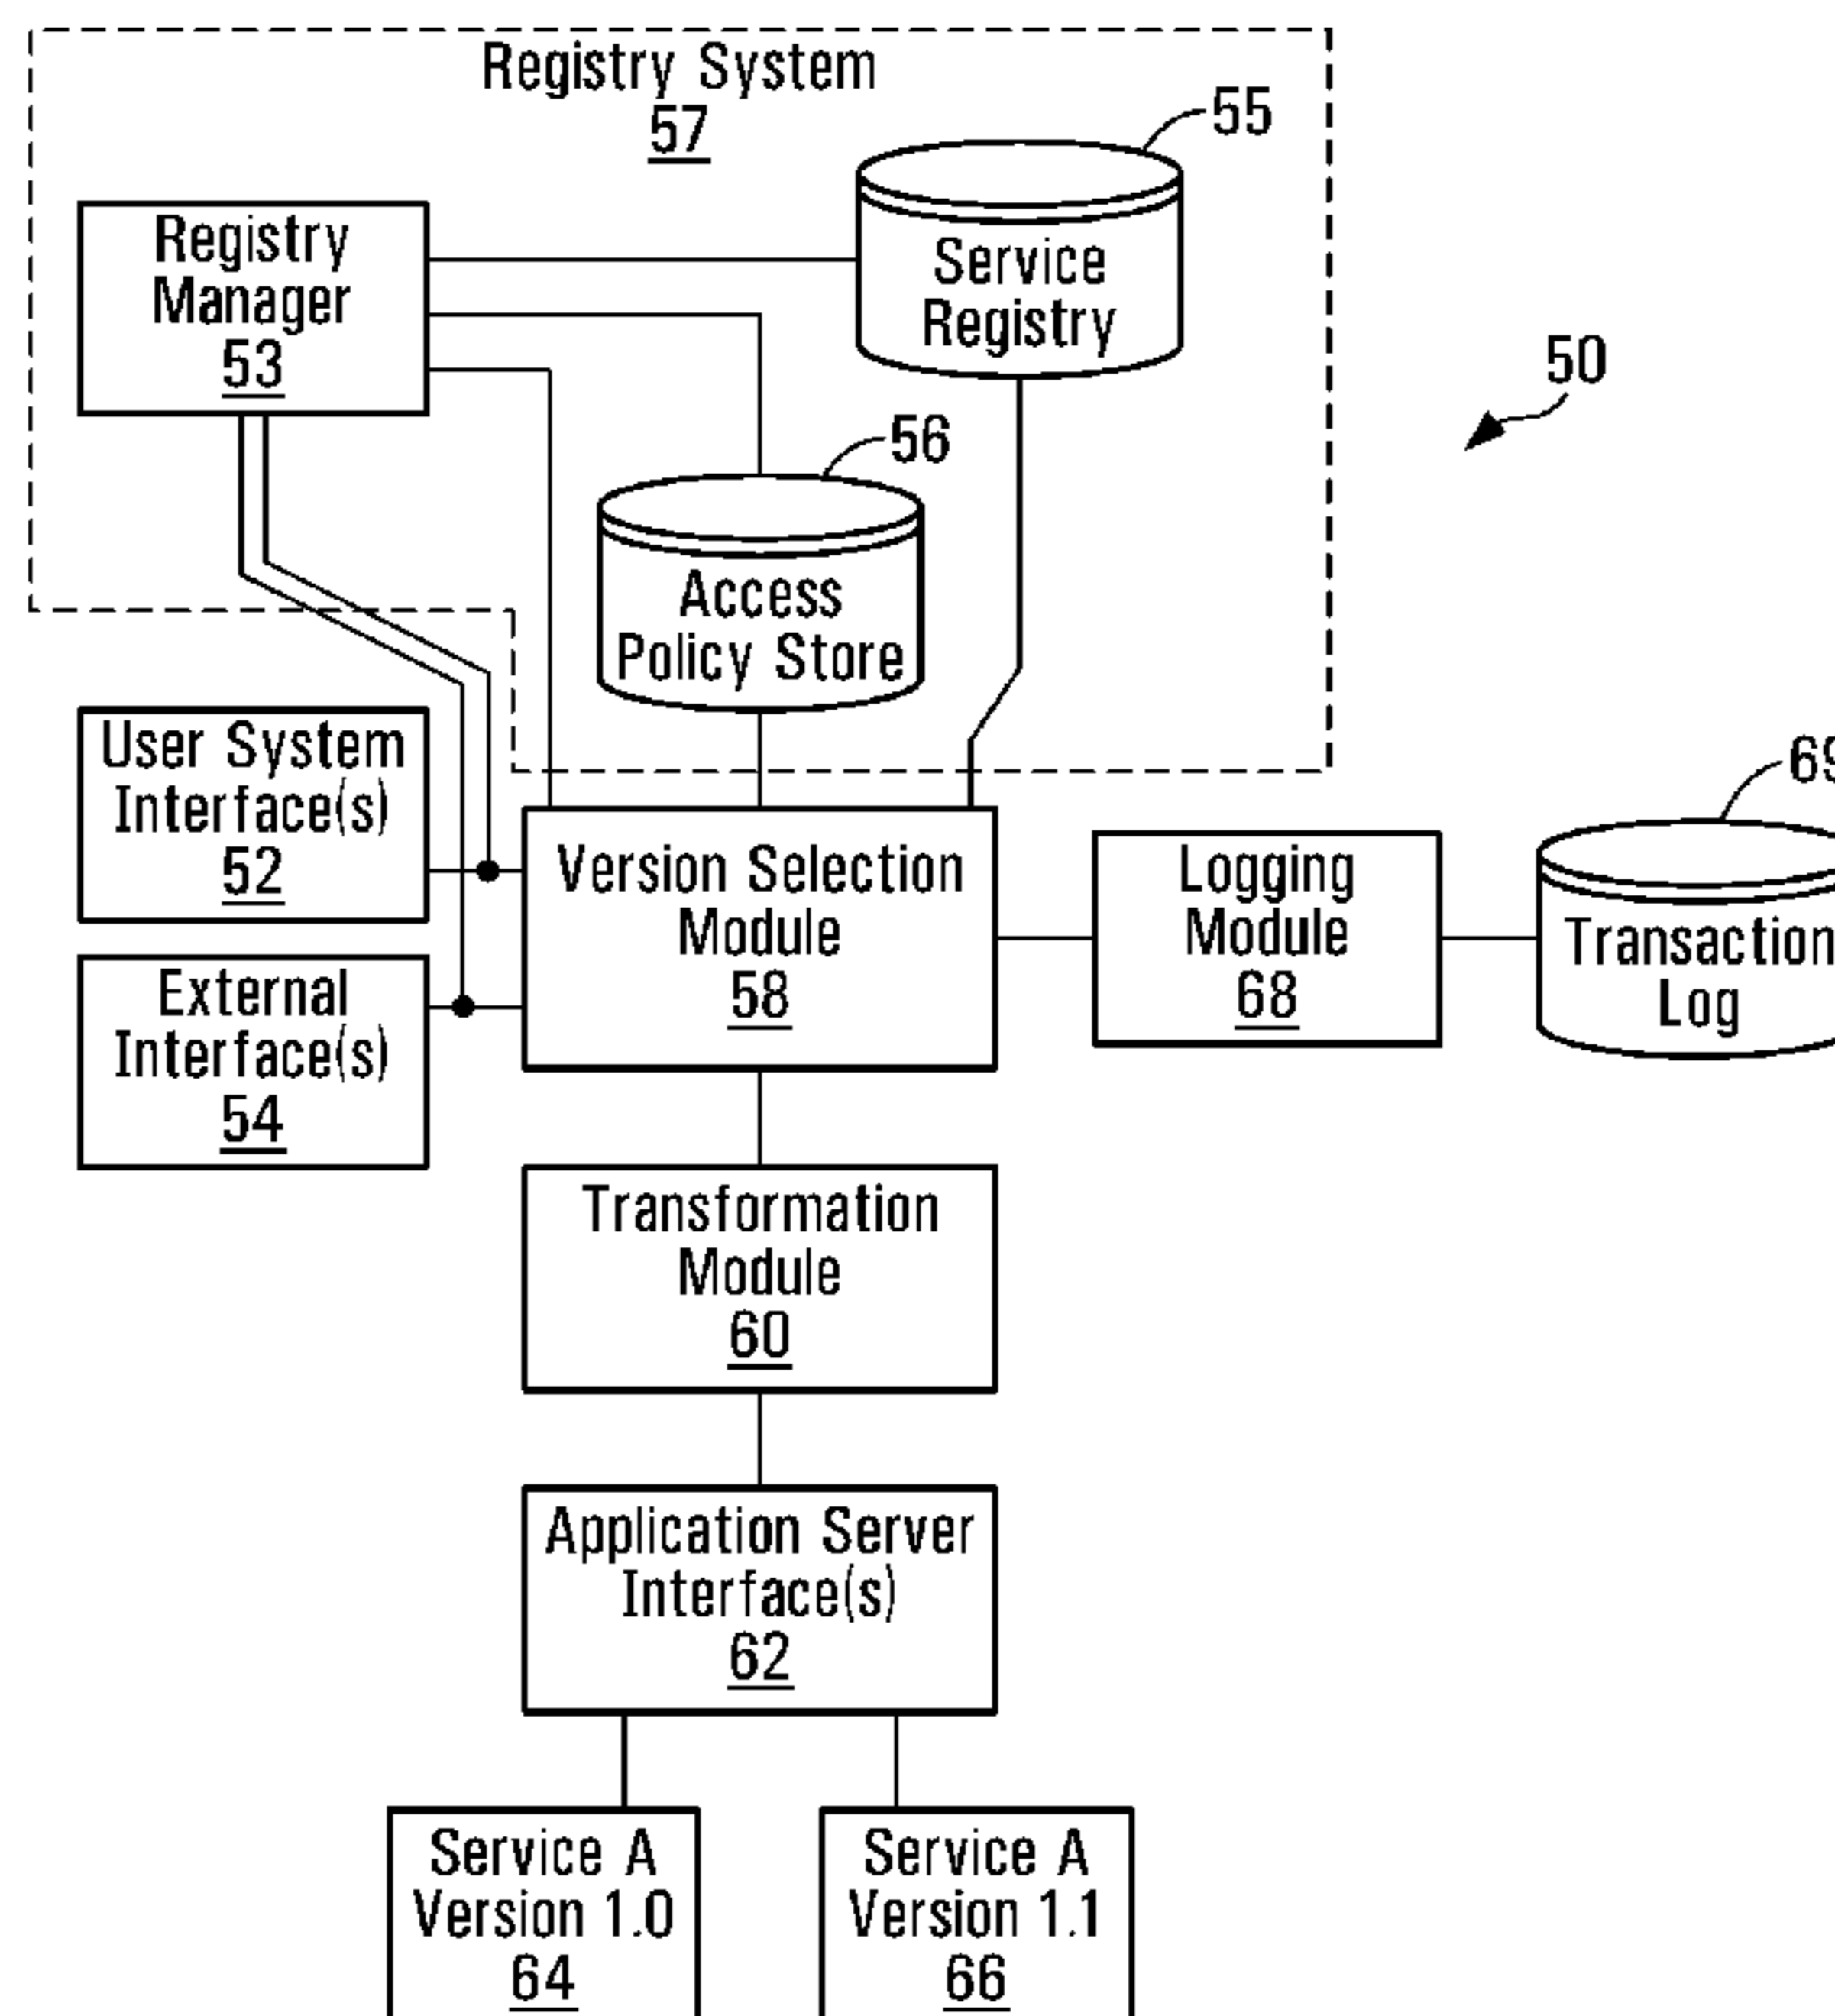 Registry System
57
55
Registry
Manager
53
Service
Registry
50
56
Access
Policy Store
User System
Interface(s)
52
69
Version Selection
Module
58
Logging
Module
68
Transaction
Log
External
Interface(s)
54
Transformation
Module
60
Application Server
Interface(s)
62
Service A
Version 1.0
64
Service A
Version 1.1
66